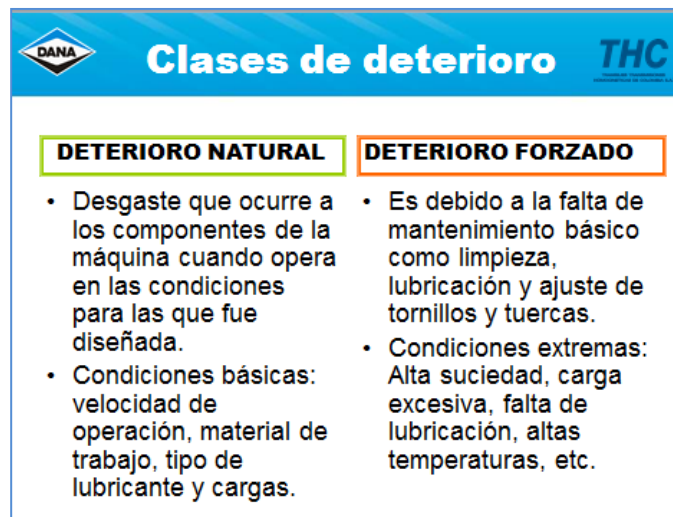 DANA
Clases de deterioro
THC
DETERIORO NATURAL
• Desgaste que ocurre a
los componentes de la
máquina cuando opera
en las condiciones
para las que fue
diseñada.
• Condiciones básicas:
velocidad de
operación, material de
trabajo, tipo de
lubricante y cargas.
DETERIORO FORZADO
• Es debido a la falta de
mantenimiento básico
como limpieza,
lubricación y ajuste de
tornillos y tuercas.
• Condiciones extremas:
Alta suciedad, carga
excesiva, falta de
lubricación, altas
temperaturas, etc.